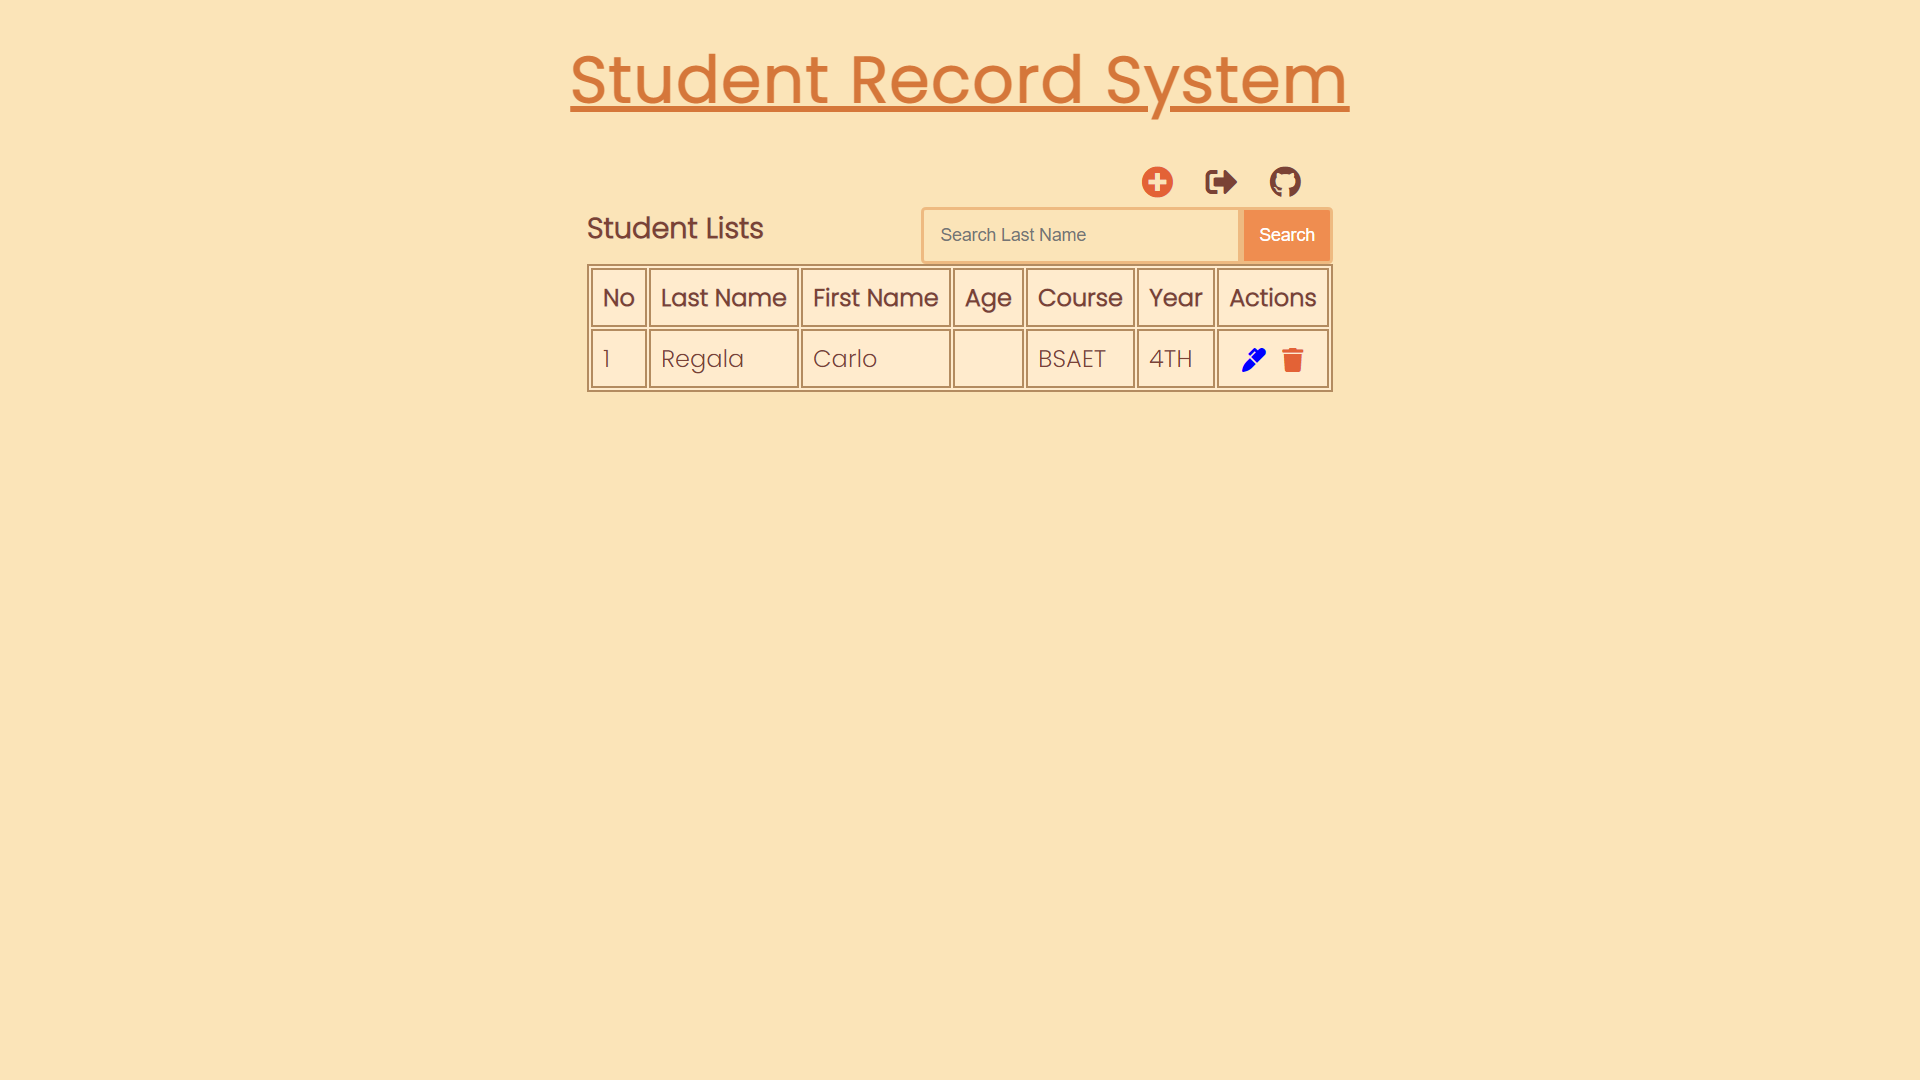 Student Record System
Student Lists
Search Last Name Search
No Last Name First Name Age Course Year Actions
1 Regala Carlo BSAET 4TH